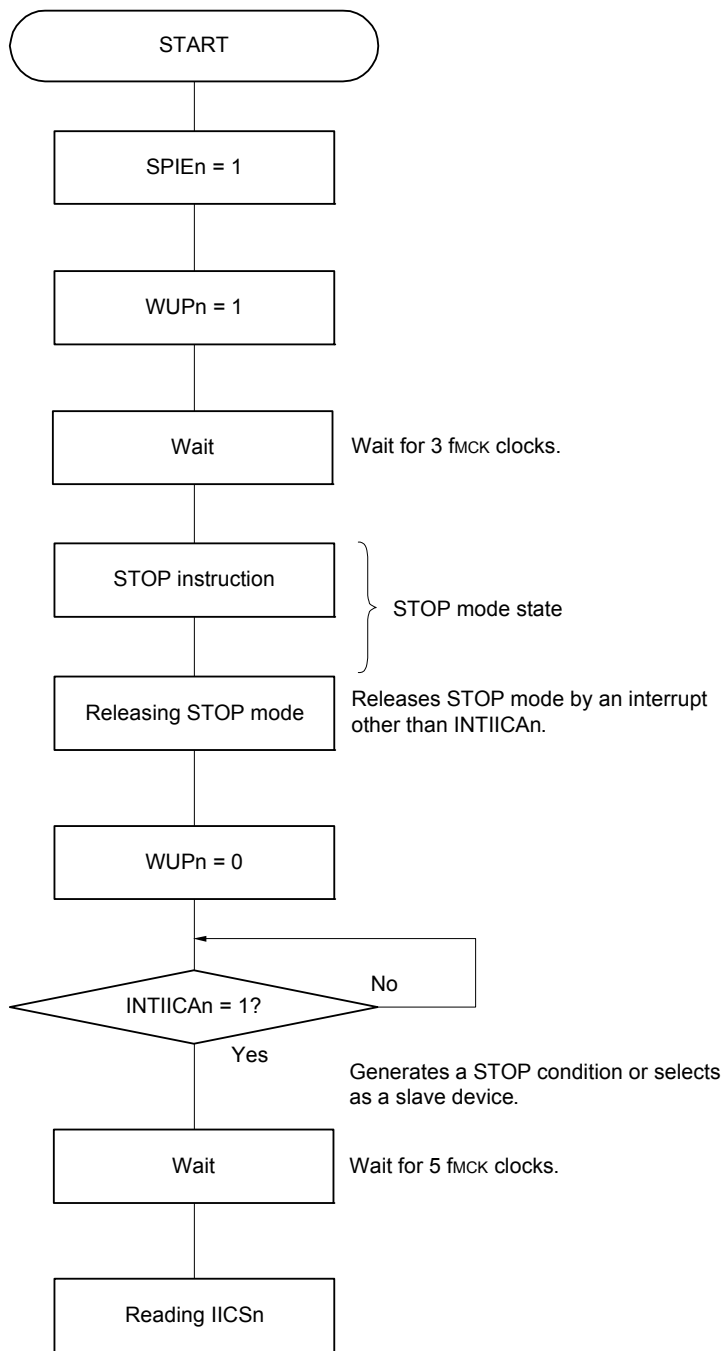 START
SPIEn = 1
WUPn = 1
Wait
Wait for 3 fMCK clocks.
STOP instruction
STOP mode state
Releasing STOP mode
Releases STOP mode by an interrupt
other than INTIICAn.
WUPn = 0
INTIICAn = 1?
No
Yes
Generates a STOP condition or selects
as a slave device.
Wait
Wait for 5 fMCK clocks.
Reading IICSn